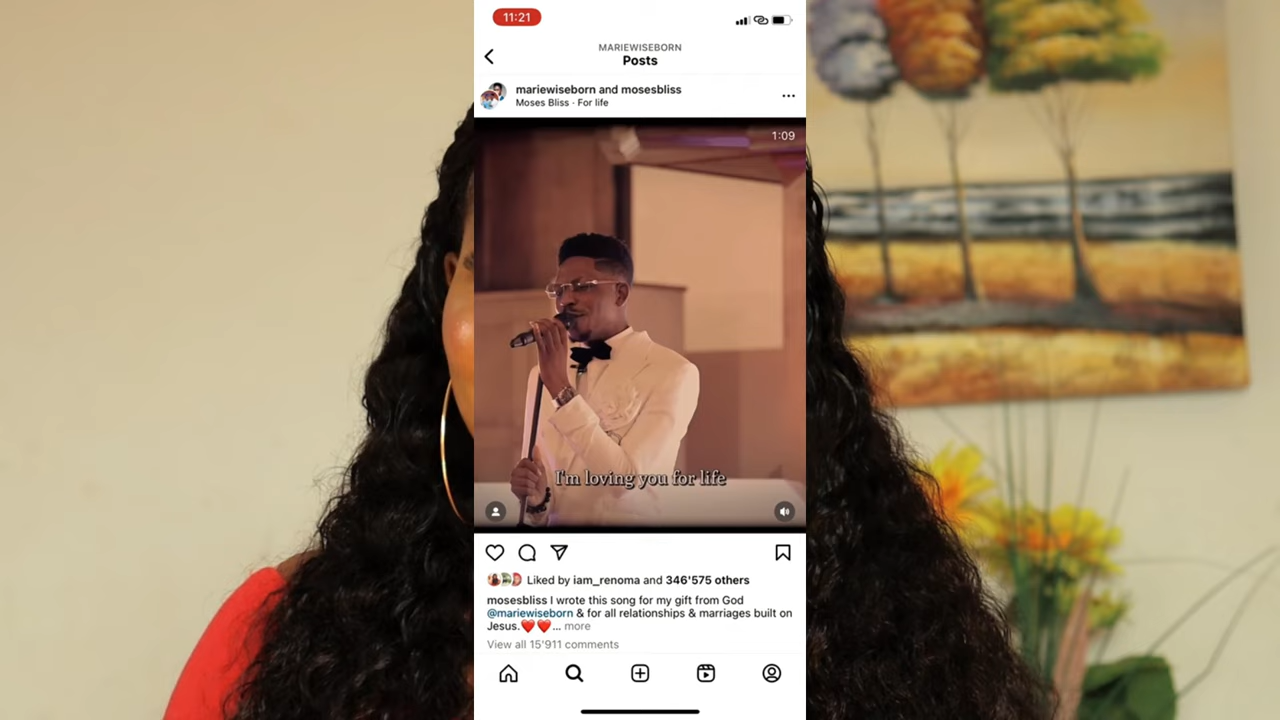 11:21
MARIEWISEBORN
Posts
mariewiseborn and mosesbliss
Moses Bliss · For life
1:09
I'm loving you for life
Liked by iam_renoma and 346'575 others
mosesbliss I wrote this song for my gift from God
@mariewiseborn & for all relationships & marriages built on
Jesus.❤️❤️... more
View all 15'911 comments